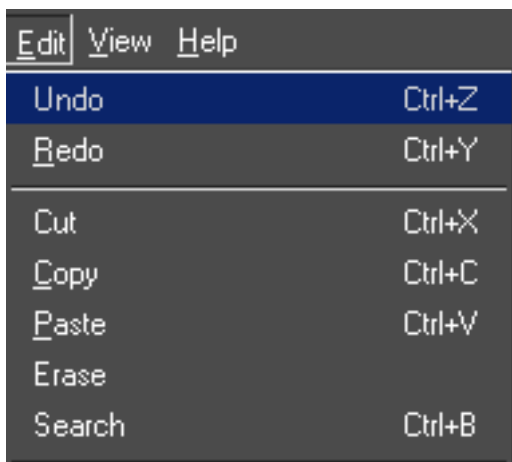 Edit View Help
Undo Ctrl+Z
Redo Ctrl+Y
Cut Ctrl+X
Copy Ctrl+C
Paste Ctrl+V
Erase
Search Ctrl+B